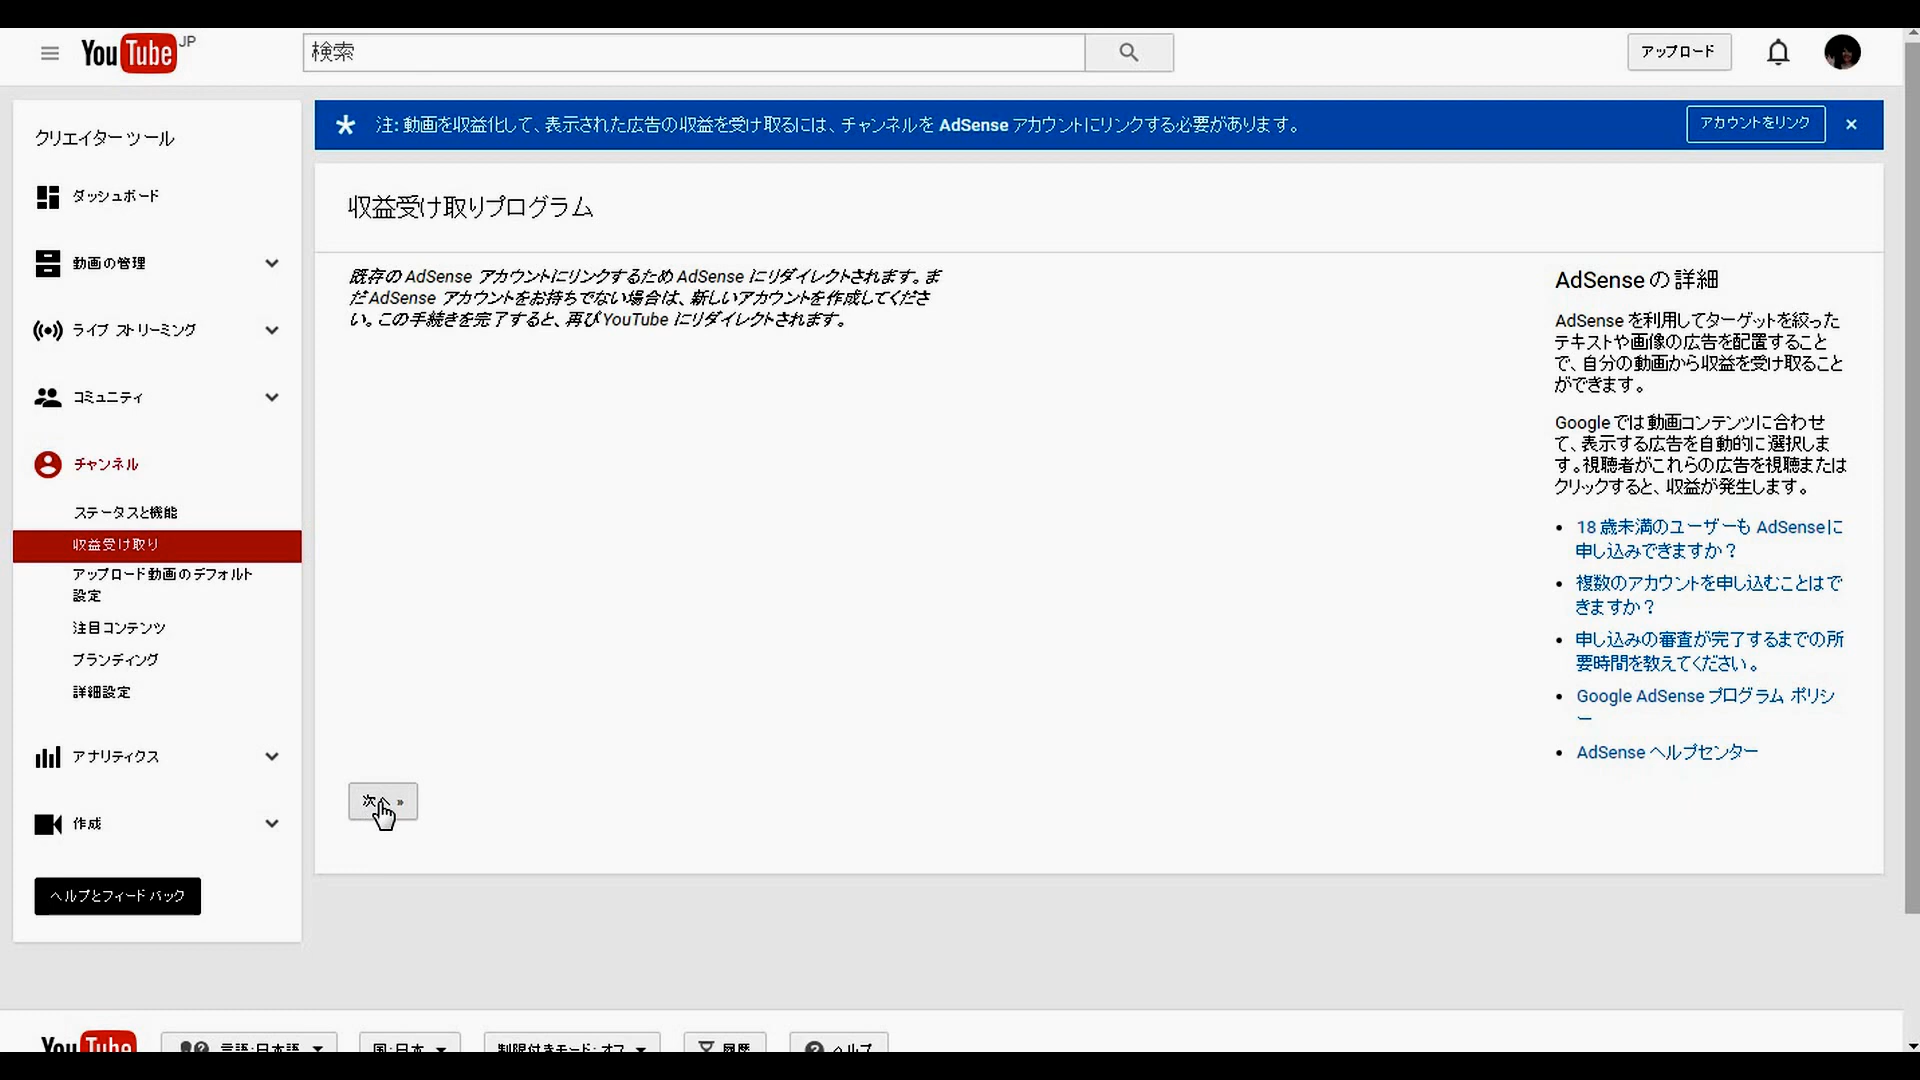 YouTube JP
検索
アップロード
クリエイター ツール
ダッシュボード
動画の管理
ライブ ストリーミング
コミュニティ
チャンネル
ステータスと機能
収益受け取り
アップロード動画のデフォルト
設定
注目コンテンツ
ブランディング
詳細設定
アナリティクス
作成
ヘルプとフィードバック
注: 動画を収益化して、表示された広告の収益を受け取るには、チャンネルを AdSense アカウントにリンクする必要があります。
アカウントをリンク
収益受け取りプログラム
既存の AdSense アカウントにリンクするため AdSense にリダイレクトされます。ま
だ AdSense アカウントをお持ちでない場合は、新しいアカウントを作成してくださ
い。この手続きを完了すると、再び YouTube にリダイレクトされます。
次へ »
AdSense の詳細
AdSense を利用してターゲットを絞った
テキストや画像の広告を配置すること
で、自分の動画から収益を受け取ること
ができます。
Google では動画コンテンツに合わせ
て、表示する広告を自動的に選択しま
す。視聴者がこれらの広告を視聴または
クリックすると、収益が発生します。
18 歳未満のユーザーも AdSense に
申し込みできますか？
複数のアカウントを申し込むことはで
きますか？
申し込みの審査が完了するまでの所
要時間を教えてください。
Google AdSense プログラム ポリシ
ー
AdSense ヘルプセンター
YouTube
言語: 日本語
国: 日本
制限付きモード: オフ
履歴
ヘルプ